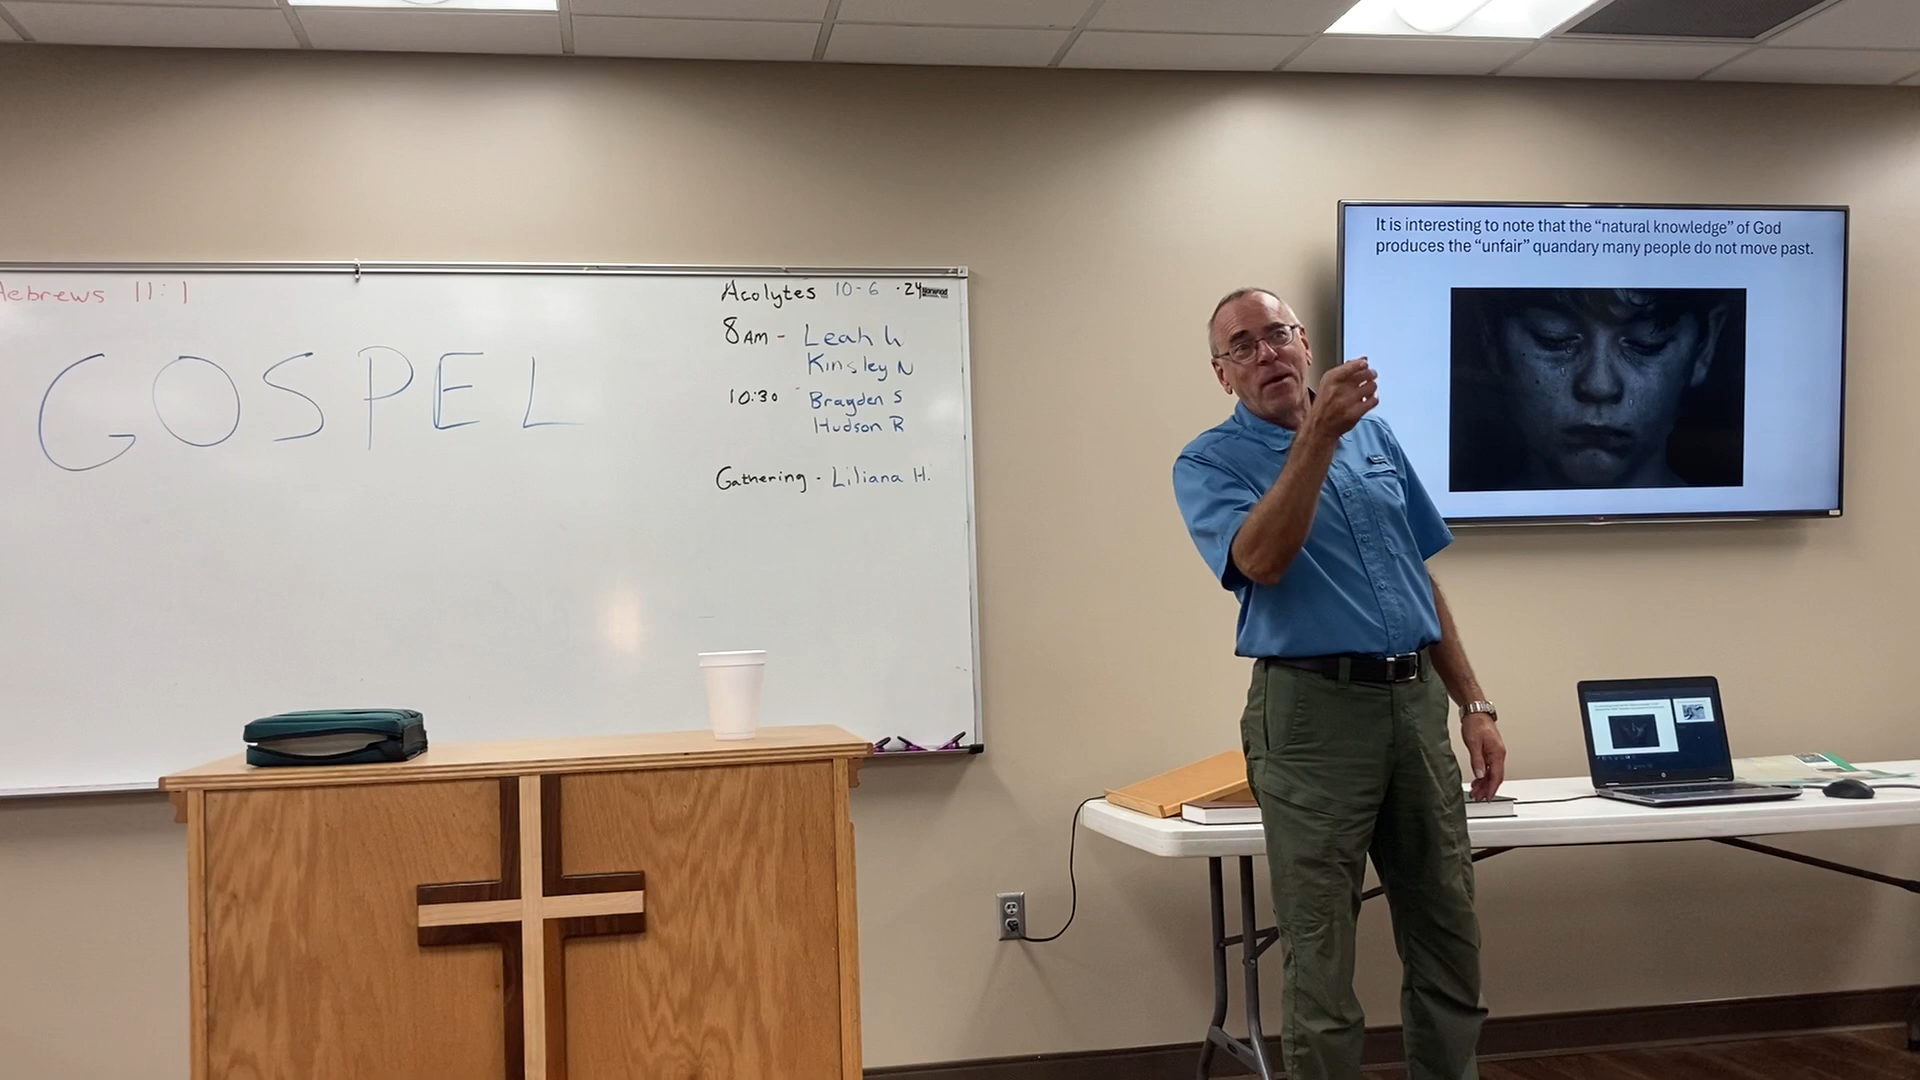 Hebrews 11:1
GOSPEL
Acolytes 10-6 -24
8AM - Leah h
Kinsley N
10:30 Brayden S
Hudson R
Gathering - Liliana H.
It is interesting to note that the “natural knowledge” of God
produces the “unfair” quandary many people do not move past.